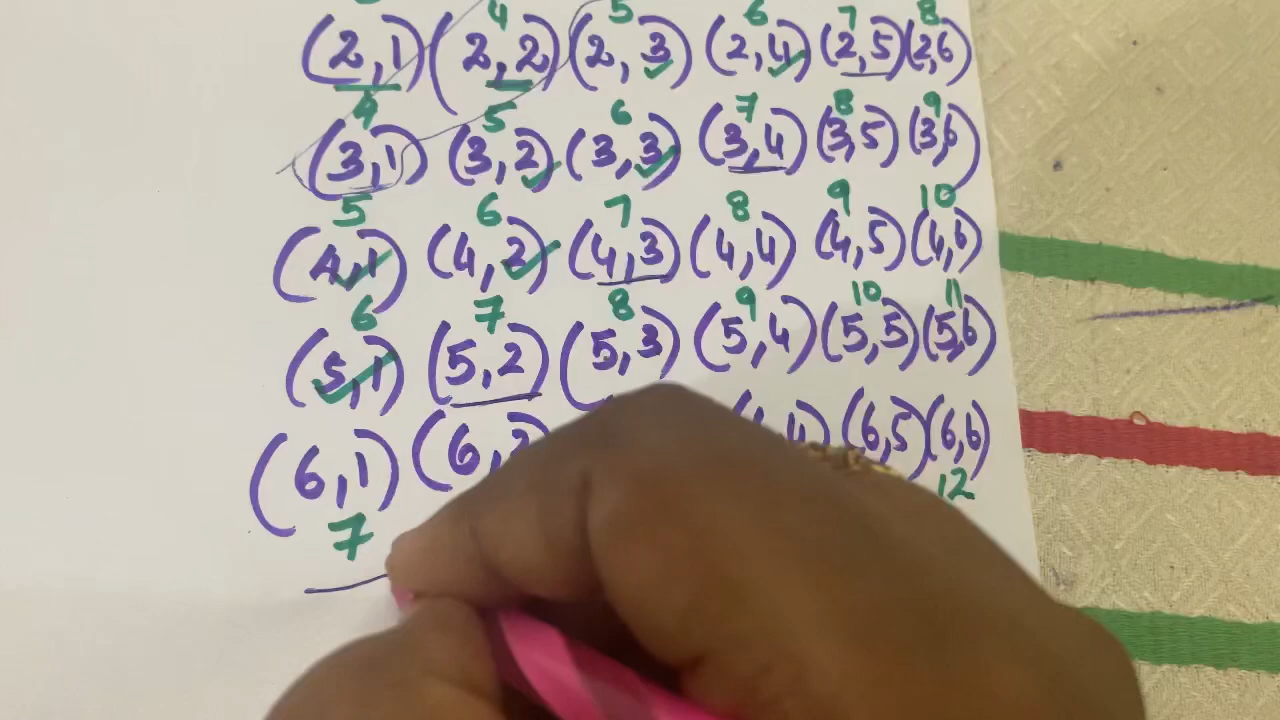 4 5 6 7 8
(2,1) (2,2) (2,3) (2,4) (2,5) (2,6)
4 5 6 7 8 9
(3,1) (3,2) (3,3) (3,4) (3,5) (3,6)
5 6 7 8 9 10
(4,1) (4,2) (4,3) (4,4) (4,5) (4,6)
6 7 8 9 10 11
(5,1) (5,2) (5,3) (5,4) (5,5) (5,6)
(6,1) (6,2) (6,5) (6,6)
7 12